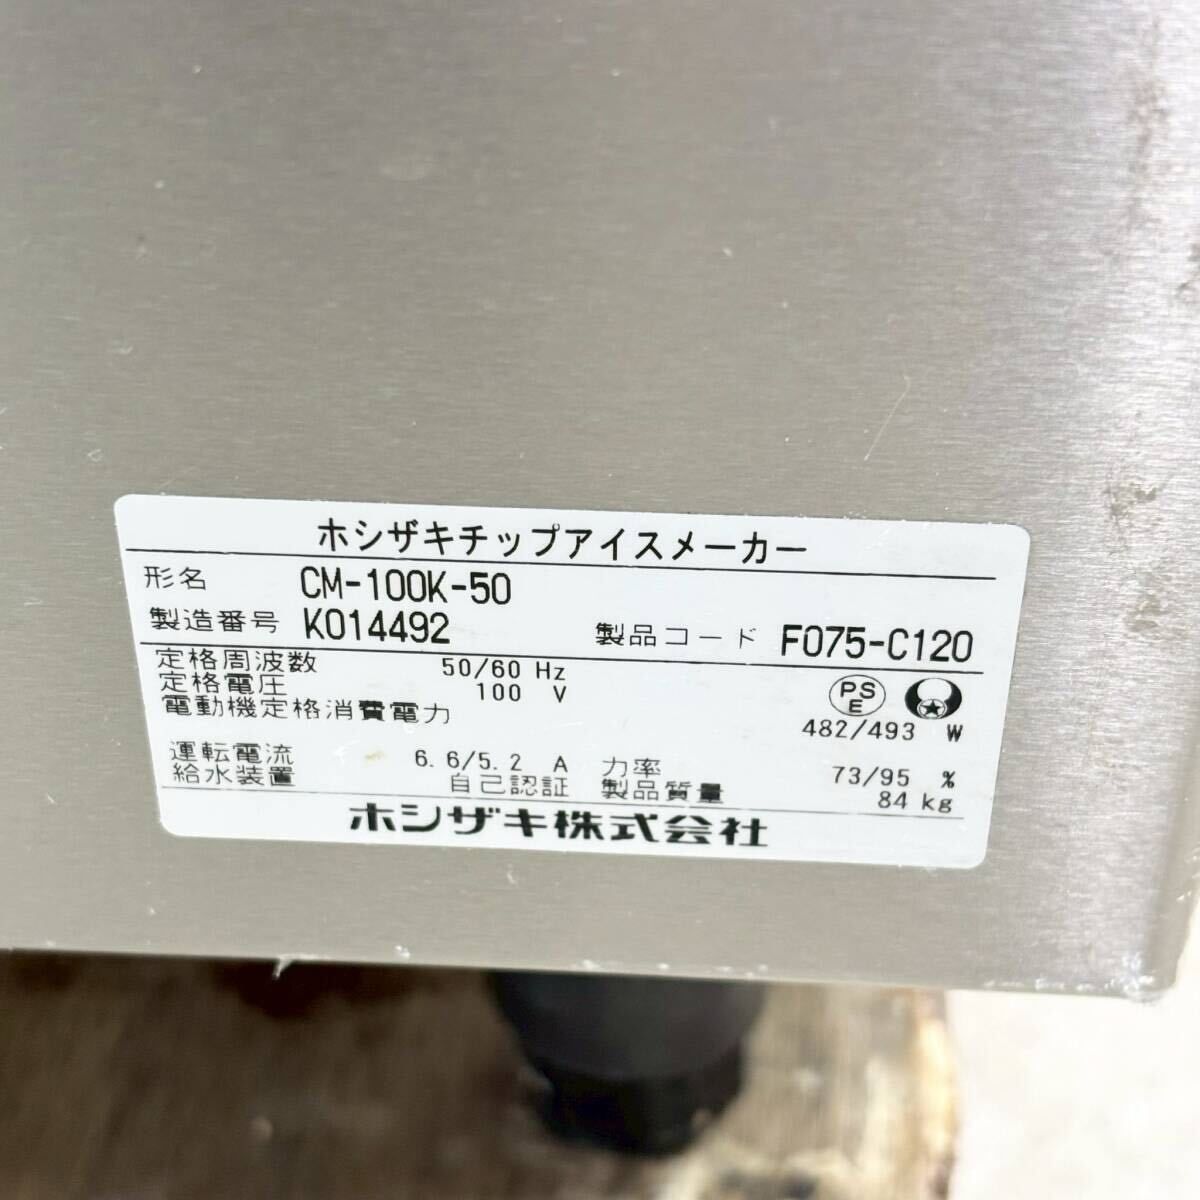 ホシザキチップアイスメーカー
形名 CM-100K-50
製造番号 K014492 製品コード F075-C120
定格周波数 50/60 Hz
定格電圧 100 V PS E
電動機定格消費電力 482/493 W
運転電流 6.6/5.2 A 力率 73/95 %
給水装置 自己認証 製品質量 84 kg
ホシザキ株式会社